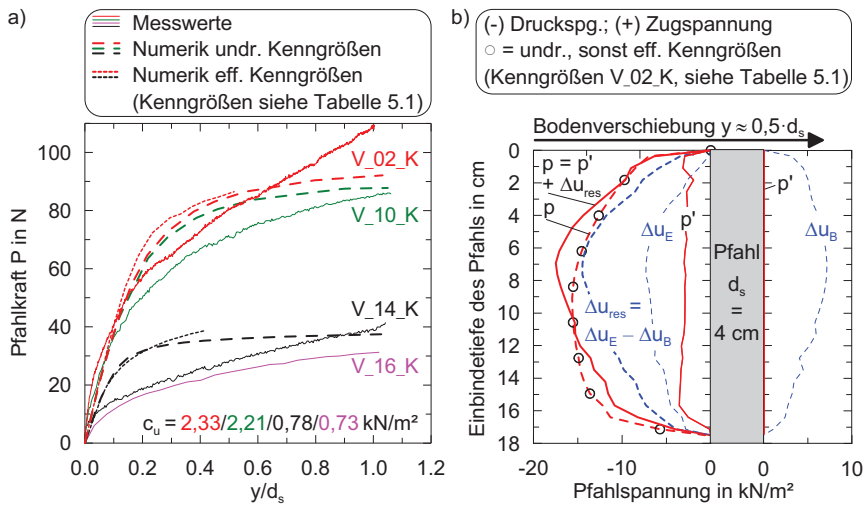 a)
Messwerte
Numerik undr. Kenngrößen
Numerik eff. Kenngrößen
(Kenngrößen siehe Tabelle 5.1)
Pfahlkraft P in N
100
80
60
40
20
0
V_02_K
V_10_K
V_14_K
V_16_K
c_u = 2,33/2,21/0,78/0,73 kN/m²
0.0 0.2 0.4 0.6 0.8 1.0 1.2
y/d_s
b)
(-) Druckspg.; (+) Zugspannung
○ = undr., sonst eff. Kenngrößen
(Kenngrößen V_02_K, siehe Tabelle 5.1)
Bodenverschiebung y ≈ 0,5·d_s
Einbindetiefe des Pfahls in cm
0
2
4
6
8
10
12
14
16
18
p = p'
+ Δu_res
p
Δu_E
p'
Δu_res =
Δu_E − Δu_B
Pfahl
d_s
=
4 cm
p'
Δu_B
-20 -10 0 0 10
Pfahlspannung in kN/m²